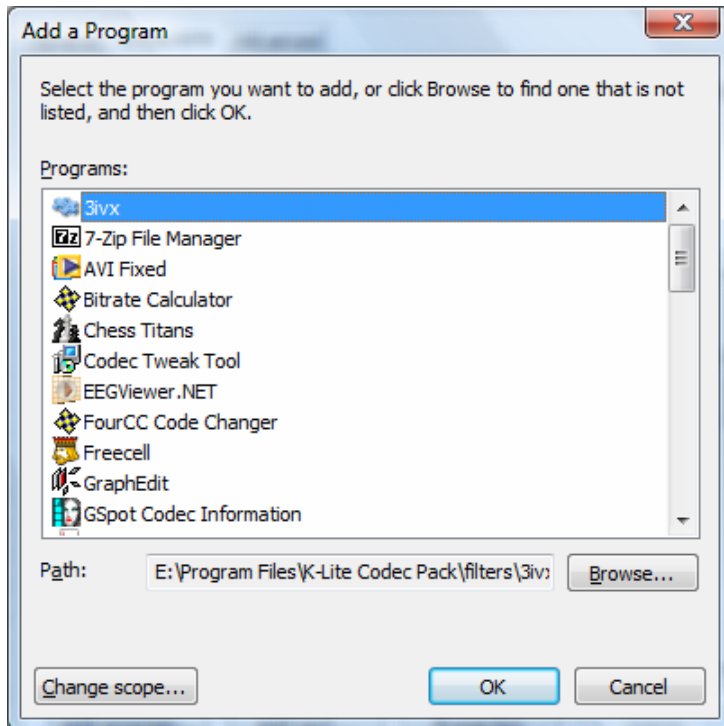 Add a Program
Select the program you want to add, or click Browse to find one that is not
listed, and then click OK.
Programs:
3ivx
7-Zip File Manager
AVI Fixed
Bitrate Calculator
Chess Titans
Codec Tweak Tool
EEGViewer.NET
FourCC Code Changer
Freecell
GraphEdit
GSpot Codec Information
Path: E:\Program Files\K-Lite Codec Pack\filters\3ivx Browse...
Change scope... OK Cancel